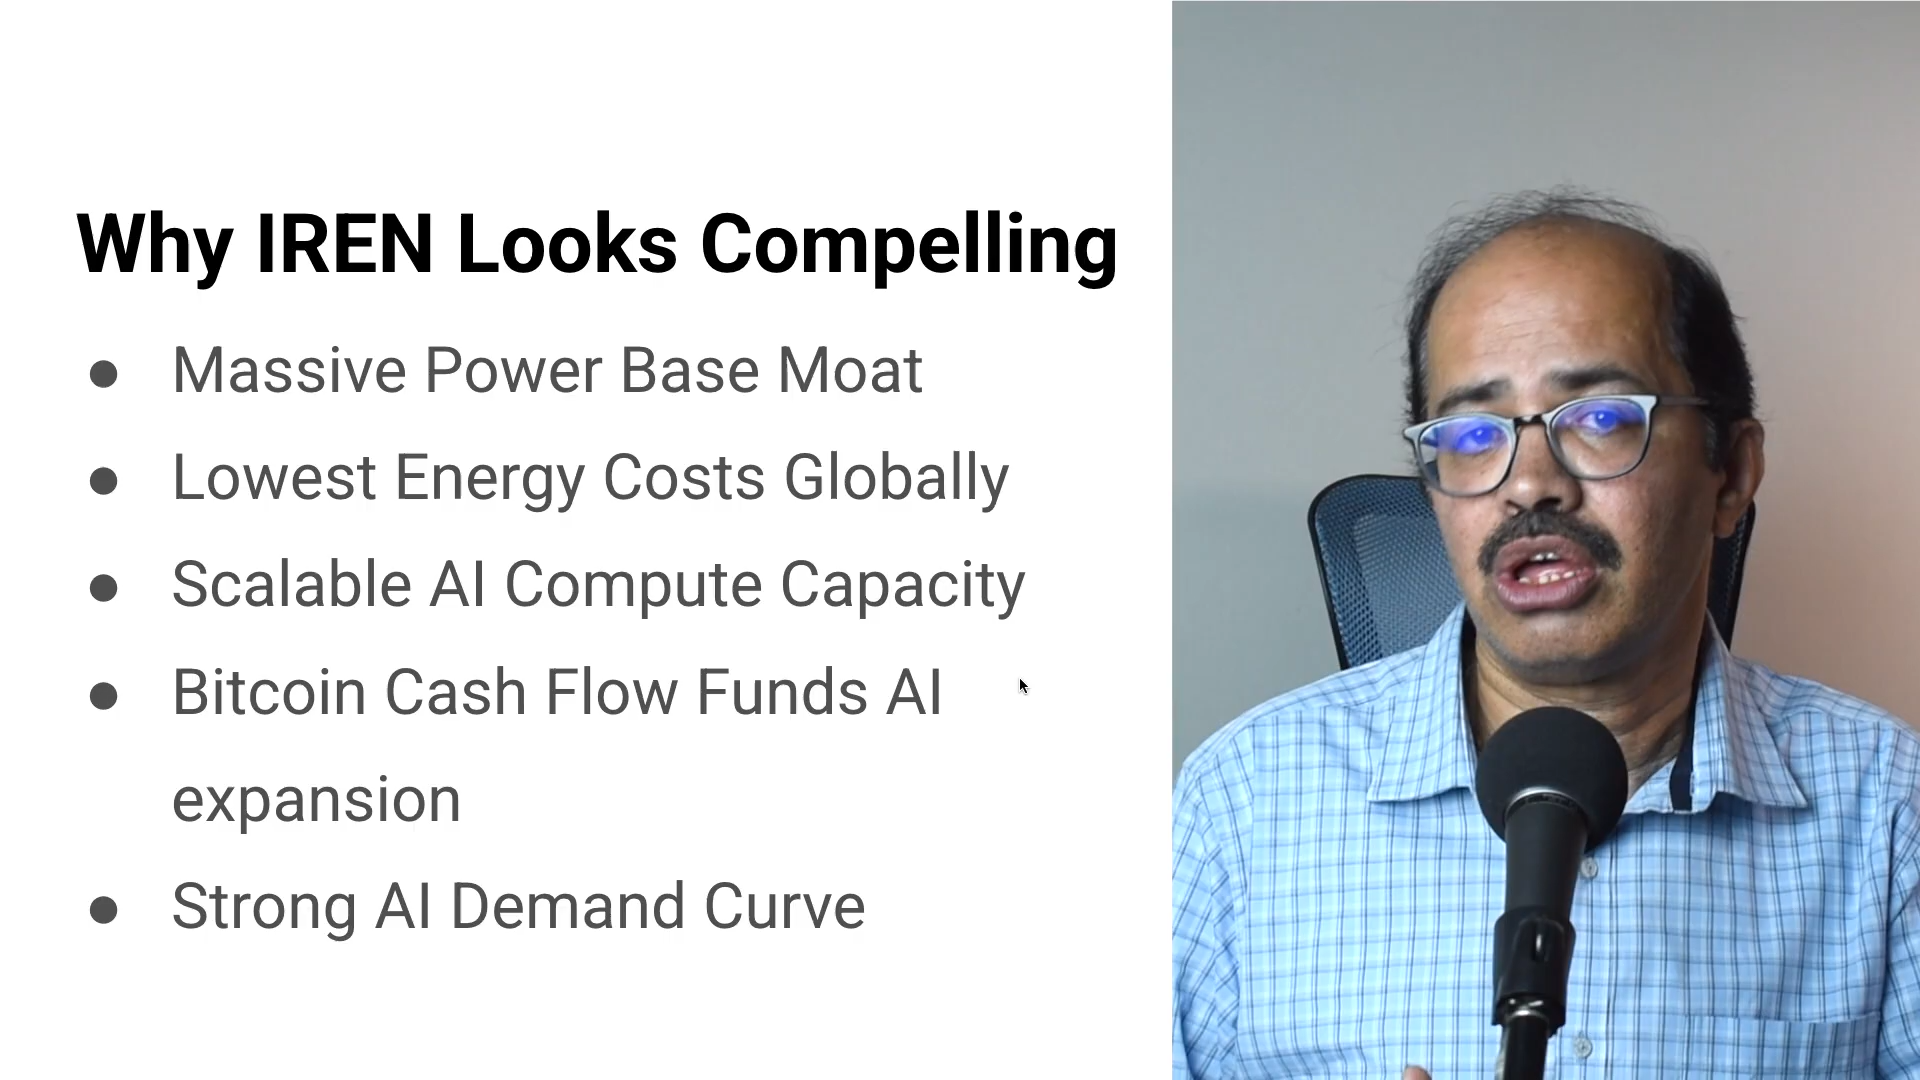 Why IREN Looks Compelling
● Massive Power Base Moat
● Lowest Energy Costs Globally
● Scalable AI Compute Capacity
● Bitcoin Cash Flow Funds AI
expansion
● Strong AI Demand Curve